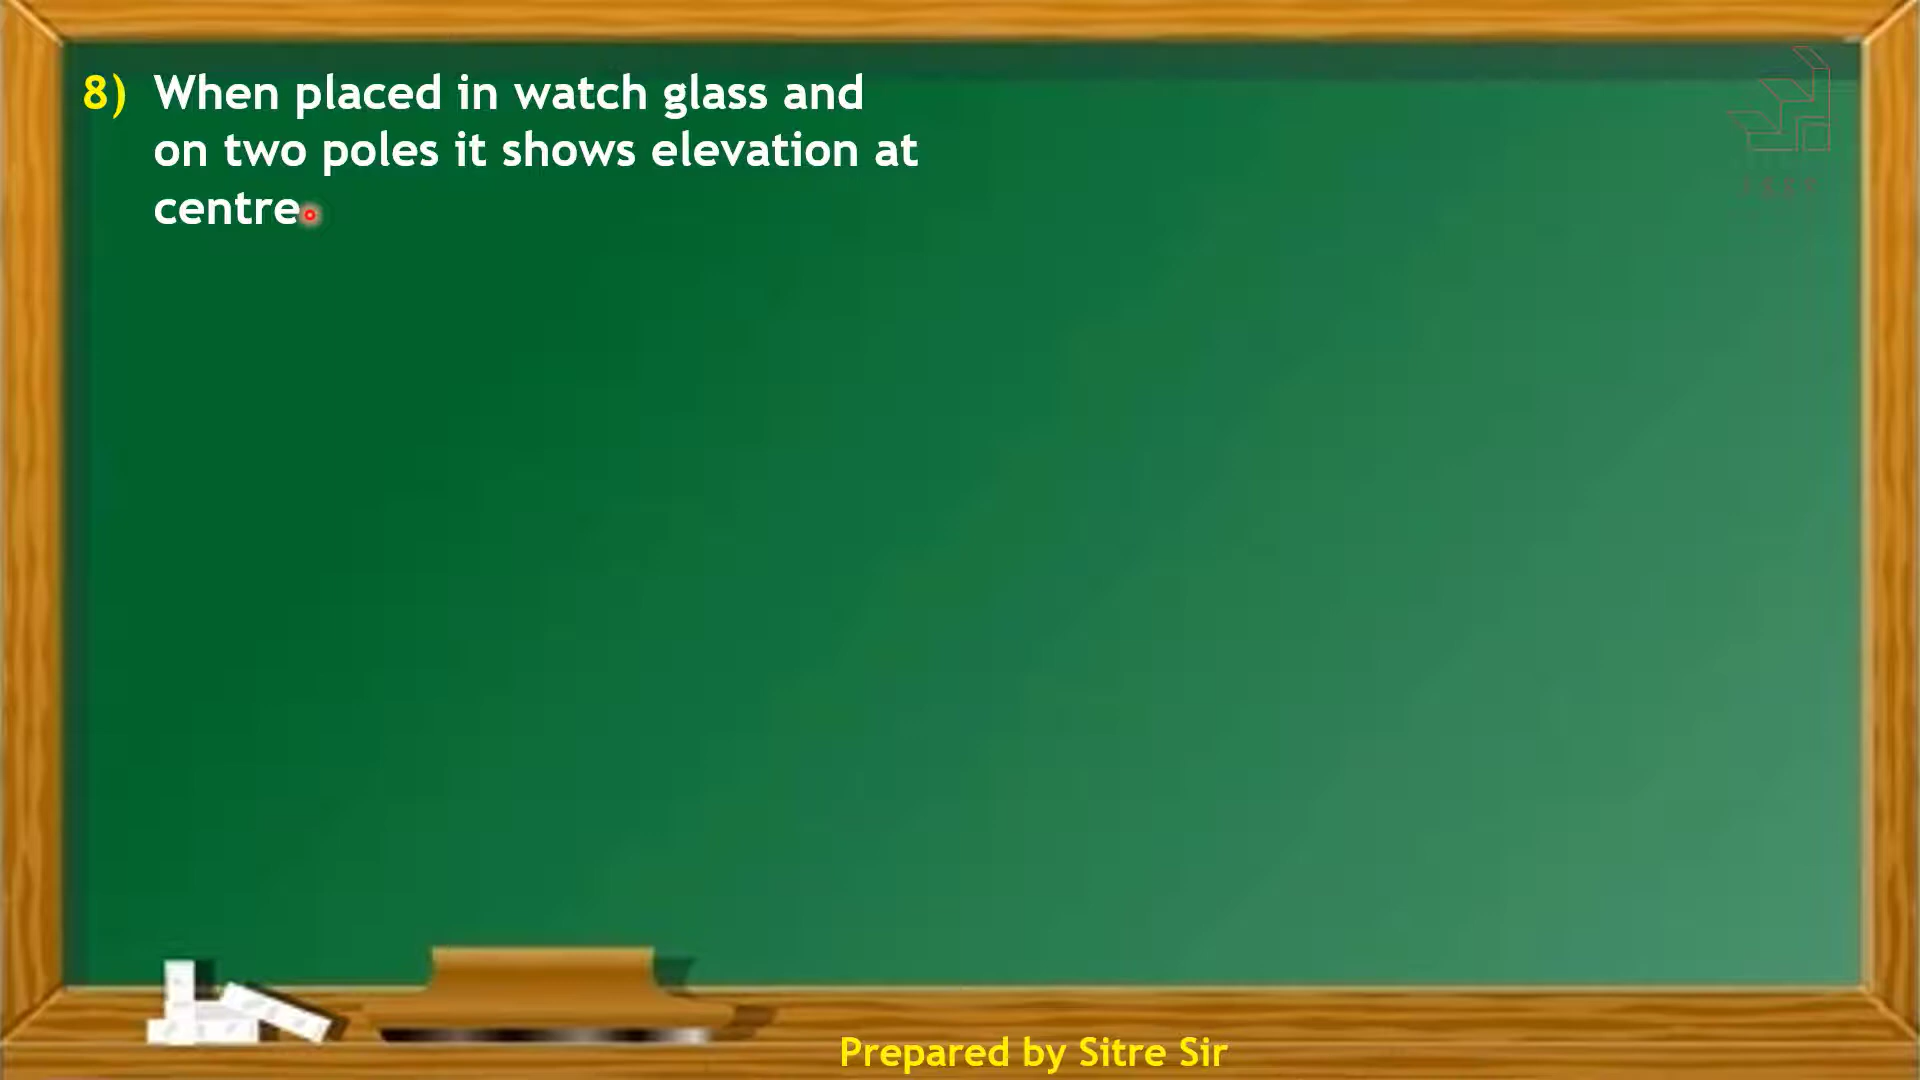 8) When placed in watch glass and
on two poles it shows elevation at
centre.
Prepared by Sitre Sir